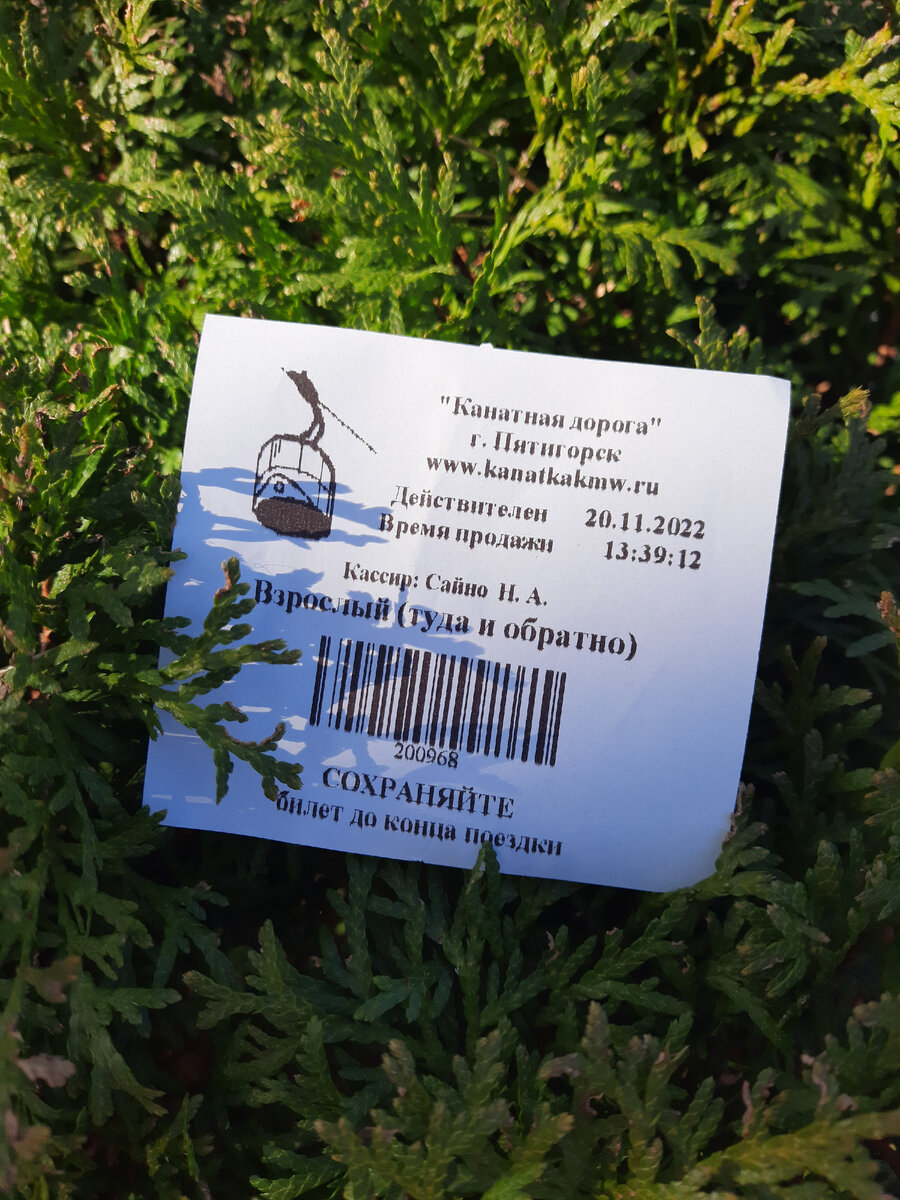 "Канатная дорога"
г. Пятигорск
www.kanatkakmw.ru
Действителен 20.11.2022
Время продажи 13:39:12
Кассир: Сайно Н. А.
Взрослый (туда и обратно)
200968
СОХРАНЯЙТЕ
билет до конца поездки